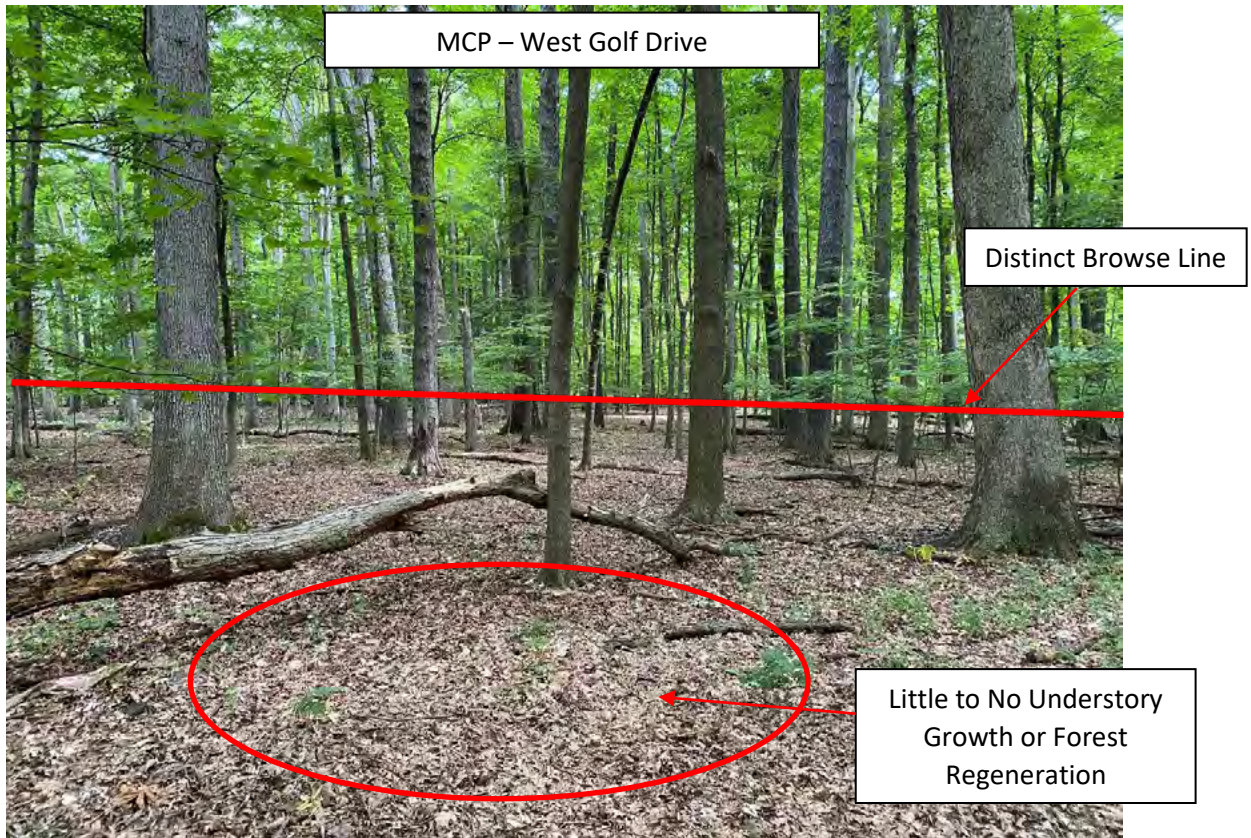 MCP – West Golf Drive
Distinct Browse Line
Little to No Understory
Growth or Forest
Regeneration